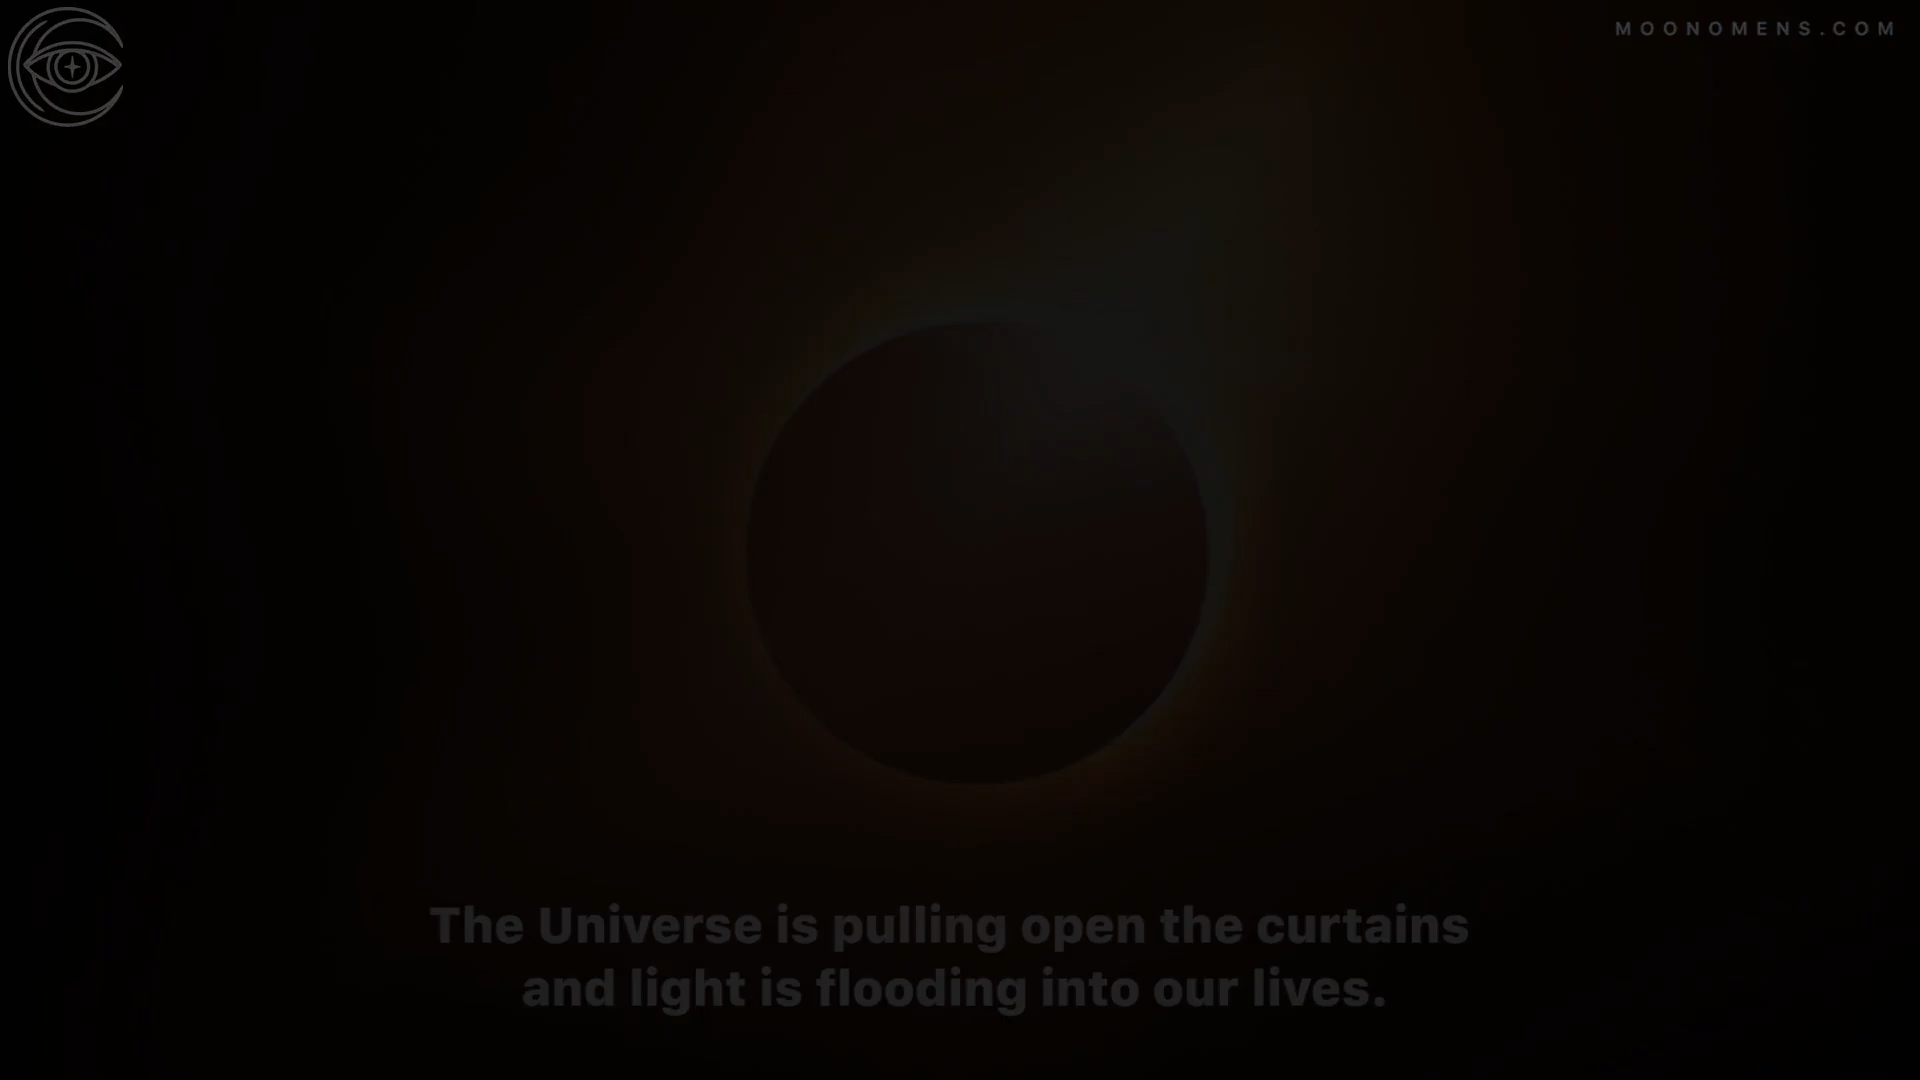 MOONOMENS.COM
The Universe is pulling open the curtains
and light is flooding into our lives.